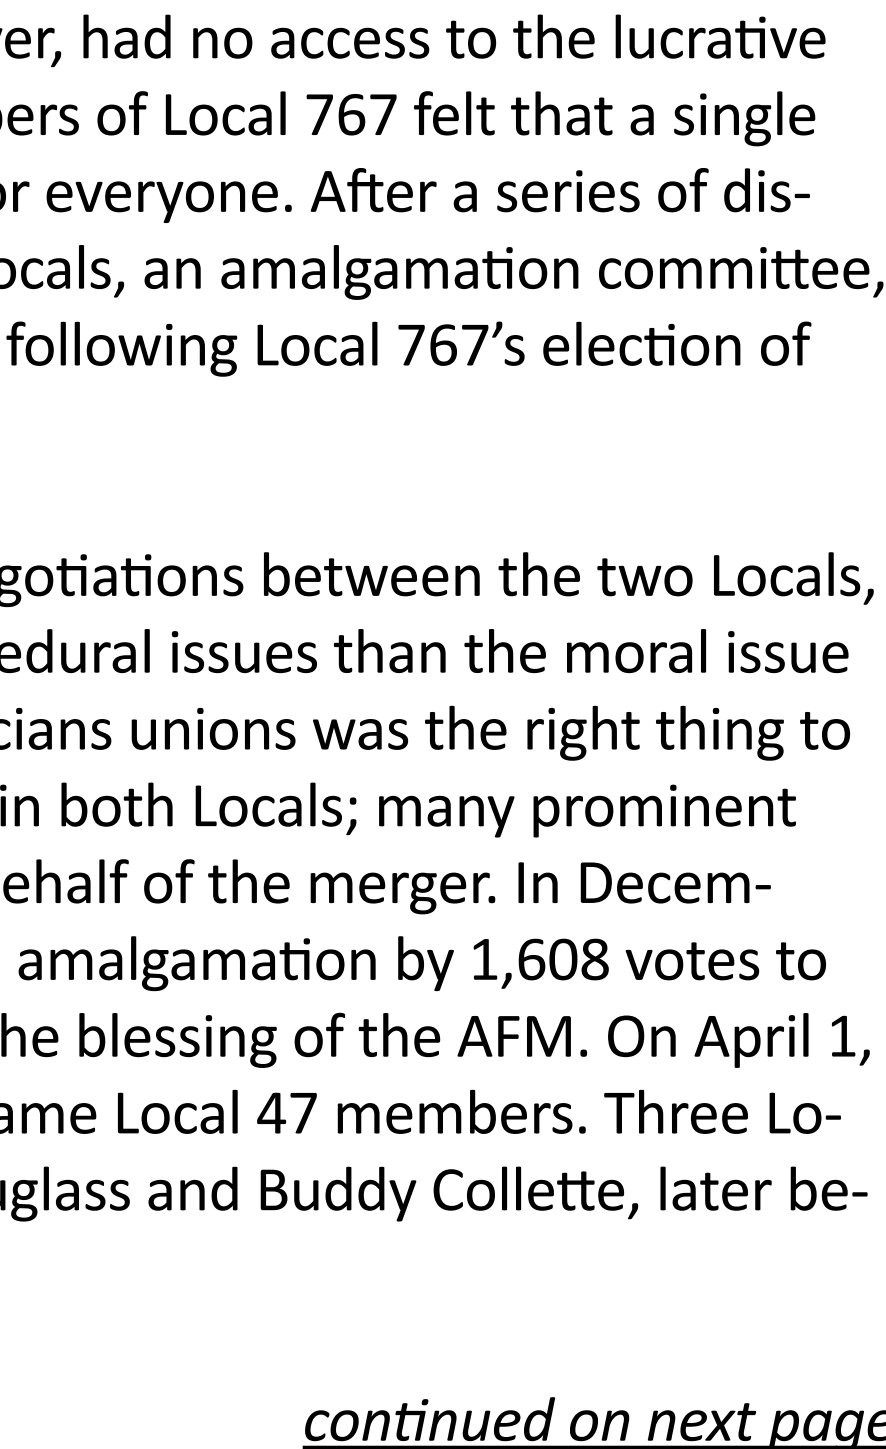 ver, had no access to the lucrative
bers of Local 767 felt that a single
or everyone. After a series of dis-
ocals, an amalgamation committee,
following Local 767’s election of
gotiations between the two Locals,
edural issues than the moral issue
cians unions was the right thing to
in both Locals; many prominent
ehalf of the merger. In Decem-
amalgamation by 1,608 votes to
he blessing of the AFM. On April 1,
ame Local 47 members. Three Lo-
uglass and Buddy Collette, later be-
continued on next page